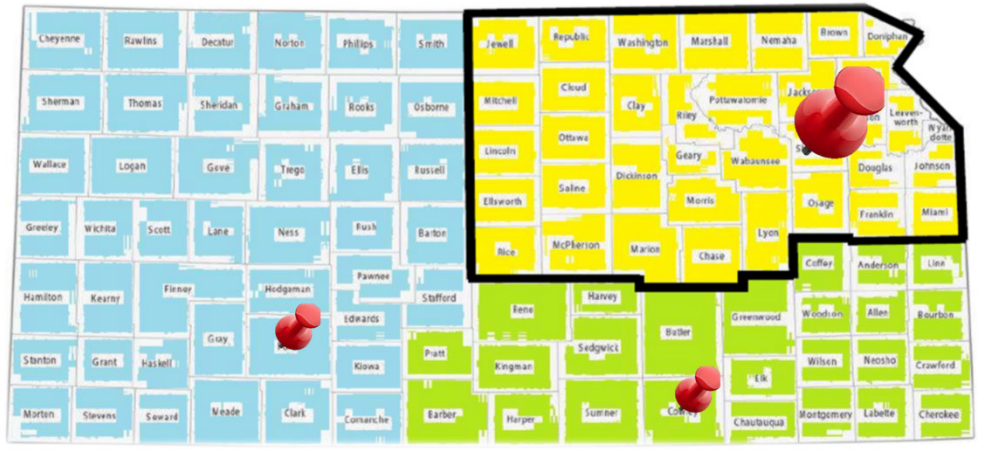 Cheyenne Rawlins Decatur Norton Phillips Smith Jewell Republic Washington Marshall Nemaha Brown Doniphan
Sherman Thomas Sheridan Graham Rooks Osborne Mitchell Cloud Clay Riley Pottawatomie Leaven-
worth
Wyan
dotte
Wallace Logan Gove Trego Ellis Russell Lincoln Ottawa Dickinson Geary Wabaunsee Douglas Johnson
Ellsworth Saline Morris Osage Franklin Miami
Greeley Wichita Scott Lane Ness Rush Barton Rice McPherson Marion Chase Lyon
Hamilton Kearny Finney Hodgeman Pawnee Stafford Reno Harvey Coffey Anderson Linn
Edwards Butler Greenwood Woodson Allen Bourbon
Stanton Grant Haskell Gray Kiowa Pratt Kingman Sedgwick Elk Wilson Neosho Crawford
Morton Stevens Seward Meade Clark Comanche Barber Harper Sumner Chautauqua Montgomery Labette Cherokee